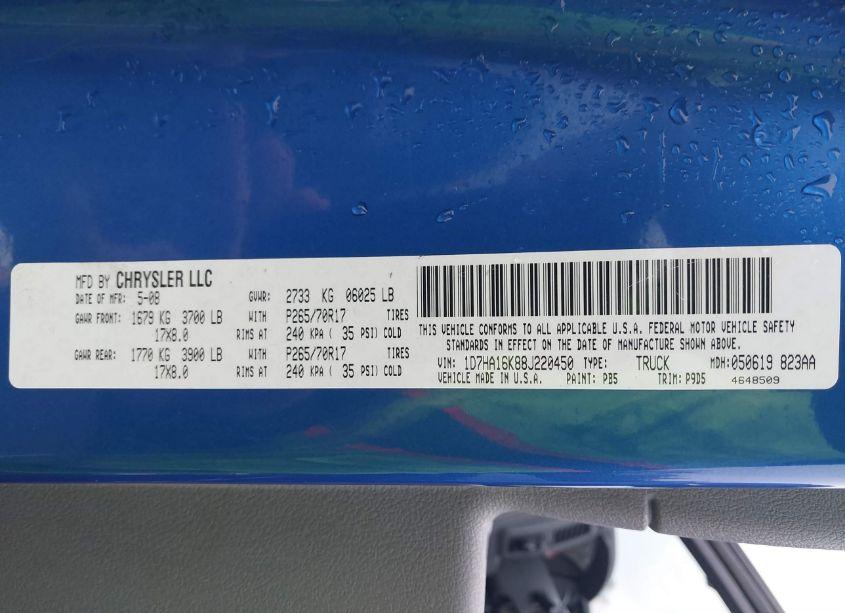 MFD BY CHRYSLER LLC
DATE OF MFR: 5-08 GVWR: 2733 KG 06025 LB
GAWR FRONT: 1679 KG 3700 LB WITH P265/70R17 TIRES
17X8.0 RIMS AT 240 KPA ( 35 PSI) COLD
GAWR REAR: 1770 KG 3900 LB WITH P265/70R17 TIRES
17X8.0 RIMS AT 240 KPA ( 35 PSI) COLD
THIS VEHICLE CONFORMS TO ALL APPLICABLE U.S.A. FEDERAL MOTOR VEHICLE SAFETY
STANDARDS IN EFFECT ON THE DATE OF MANUFACTURE SHOWN ABOVE.
VIN: 1D7HA16K88J220450 TYPE: TRUCK MDH: 050619 823AA
VEHICLE MADE IN U.S.A. PAINT: PB5 TRIM: P9D5 4648509